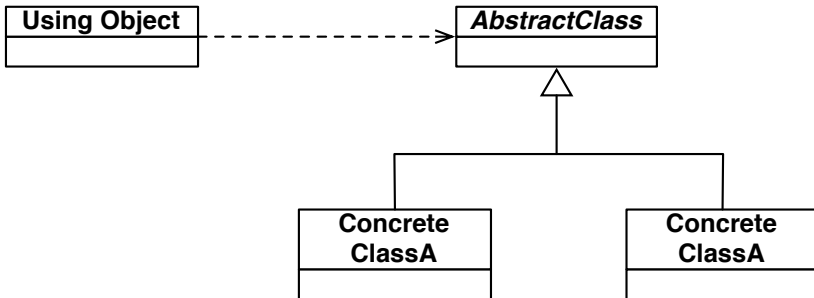 Using Object
AbstractClass
Concrete
ClassA
Concrete
ClassA